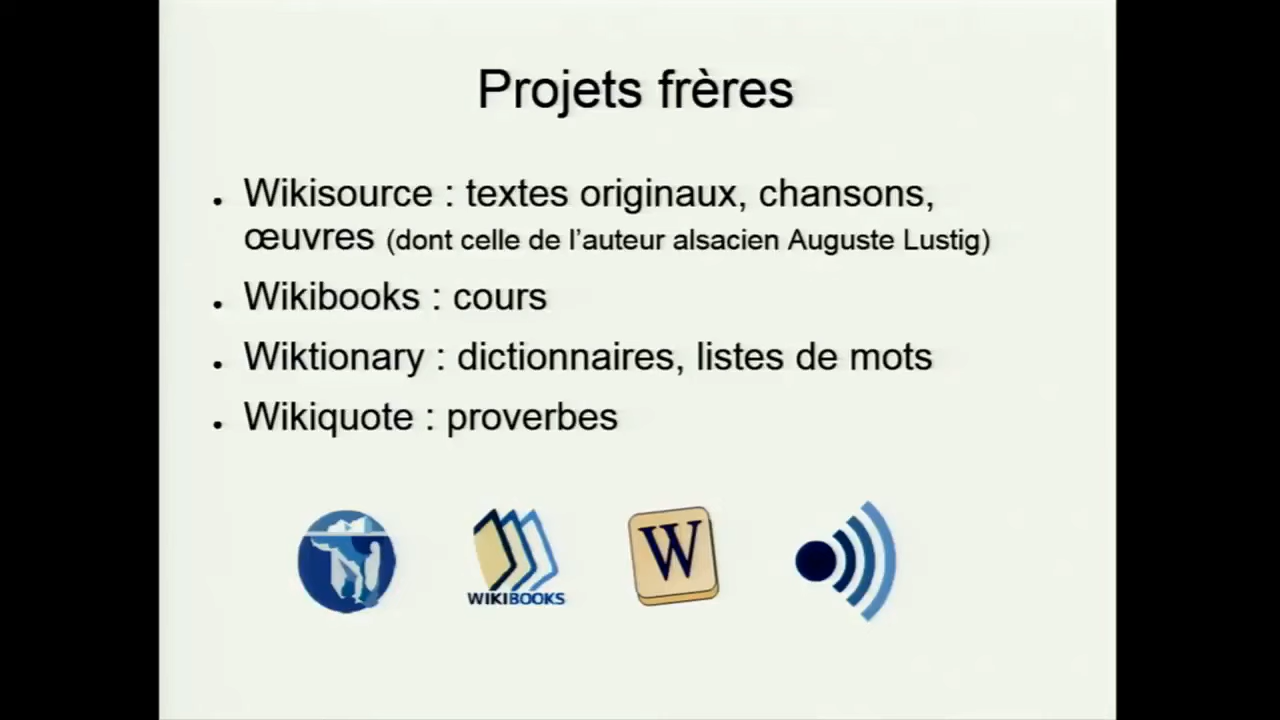 Projets frères
• Wikisource : textes originaux, chansons,
œuvres (dont celle de l’auteur alsacien Auguste Lustig)
• Wikibooks : cours
• Wiktionary : dictionnaires, listes de mots
• Wikiquote : proverbes
WIKIBOOKS
W